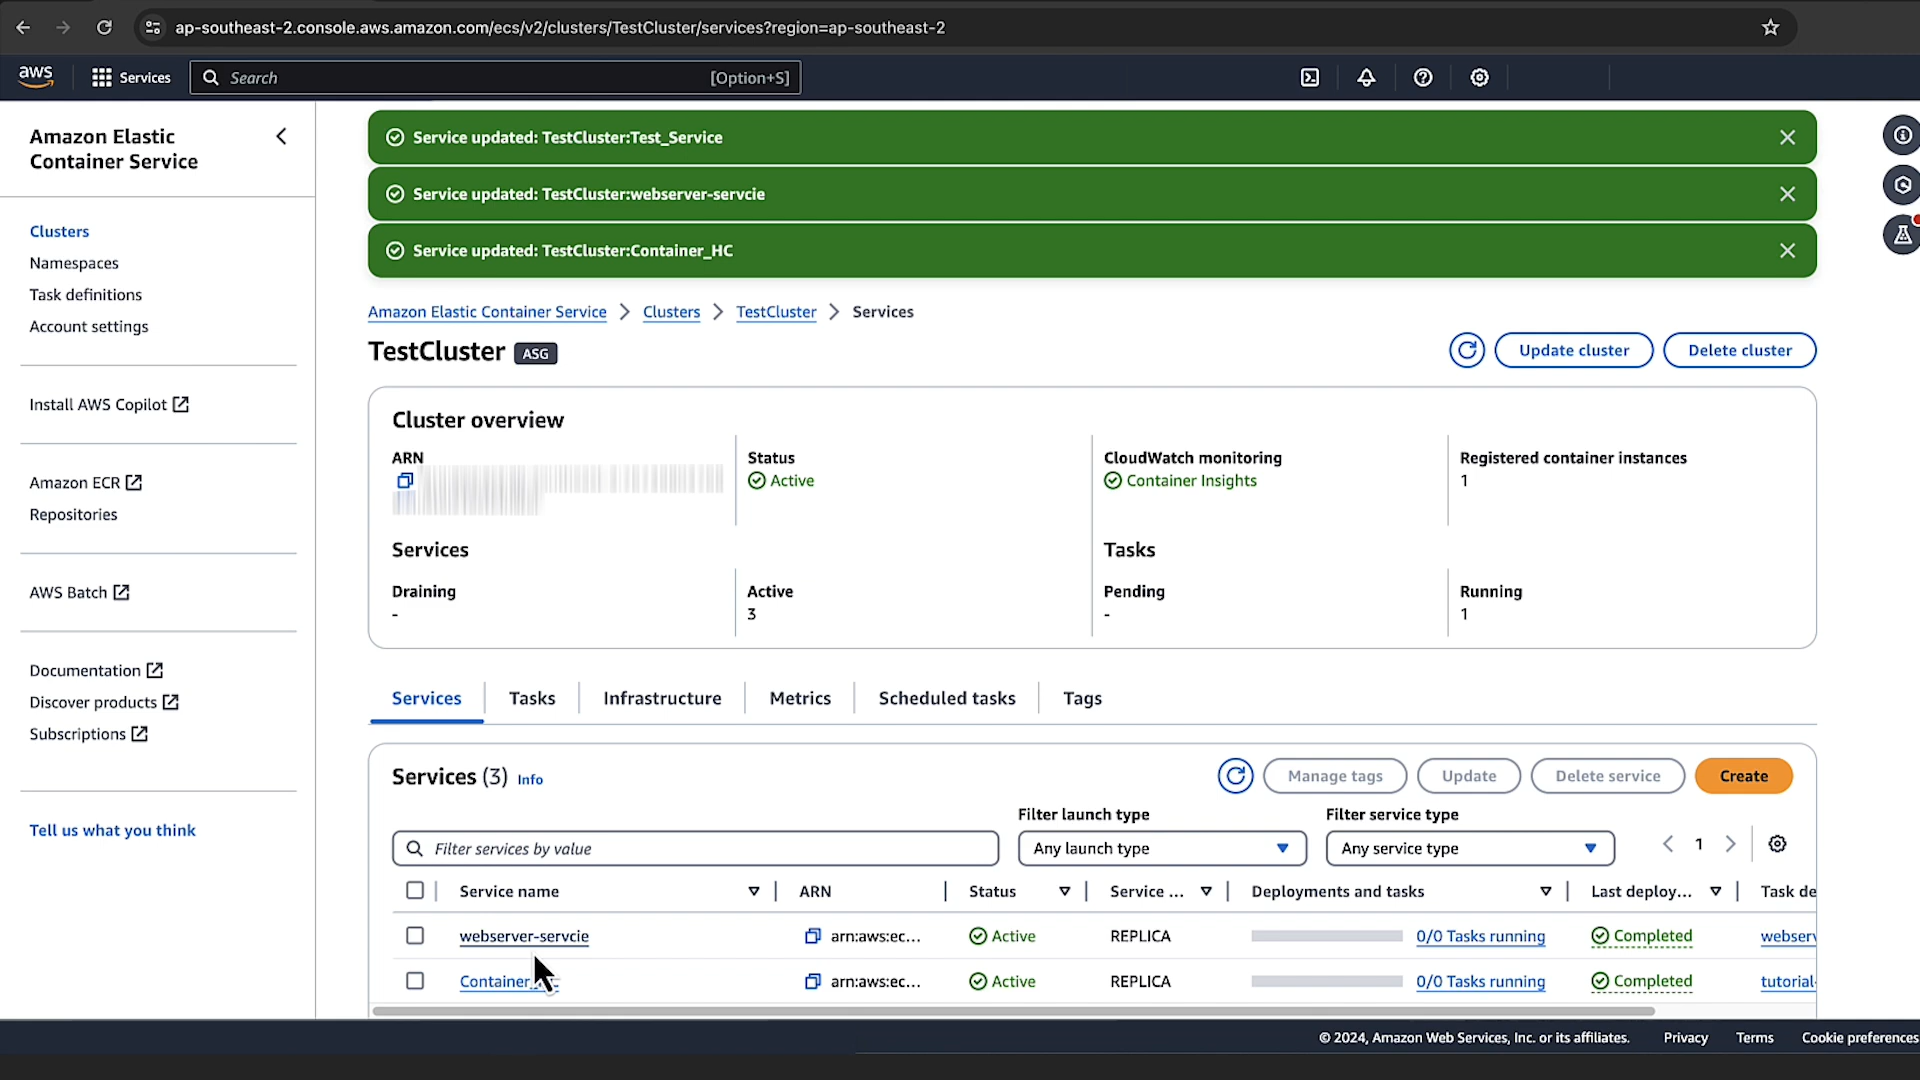 ap-southeast-2.console.aws.amazon.com/ecs/v2/clusters/TestCluster/services?region=ap-southeast-2
aws
Services
Search
[Option+S]
Amazon Elastic
Container Service
Clusters
Namespaces
Task definitions
Account settings
Install AWS Copilot
Amazon ECR
Repositories
AWS Batch
Documentation
Discover products
Subscriptions
Tell us what you think
Service updated: TestCluster:Test_Service
Service updated: TestCluster:webserver-servcie
Service updated: TestCluster:Container_HC
Amazon Elastic Container Service > Clusters > TestCluster > Services
TestCluster ASG
Update cluster
Delete cluster
Cluster overview
ARN
Status
Active
CloudWatch monitoring
Container Insights
Registered container instances
1
Services
Tasks
Draining
-
Active
3
Pending
-
Running
1
Services Tasks Infrastructure Metrics Scheduled tasks Tags
Services (3) Info
Manage tags Update Delete service Create
Filter launch type
Filter service type
Filter services by value
Any launch type
Any service type
1
Service name ARN Status Service ... Deployments and tasks Last deploy... Task de
webserver-servcie arn:aws:ec... Active REPLICA 0/0 Tasks running Completed webserv
Container arn:aws:ec... Active REPLICA 0/0 Tasks running Completed tutorial-
© 2024, Amazon Web Services, Inc. or its affiliates. Privacy Terms Cookie preferences